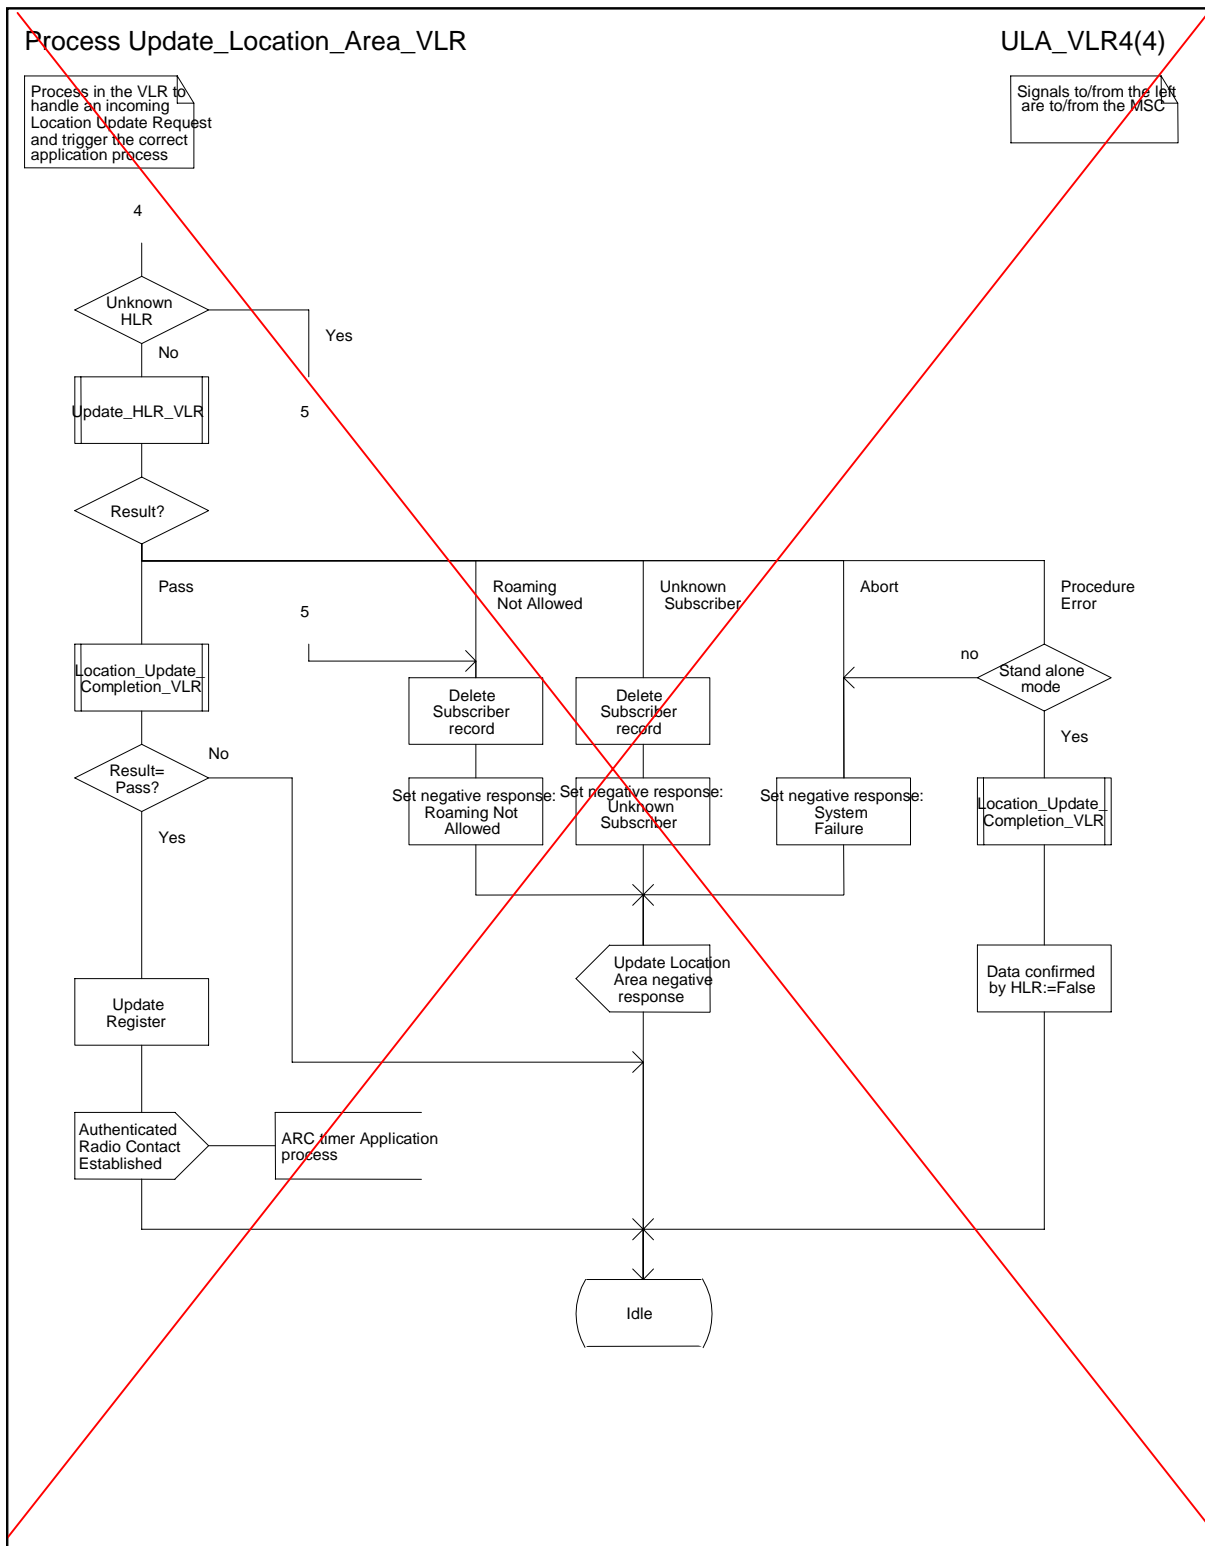 Process Update_Location_Area_VLR
ULA_VLR4(4)
Process in the VLR to
handle an incoming
Location Update Request
and trigger the correct
application process
Signals to/from the left
are to/from the MSC
4
Unknown
HLR
Yes
No
Update_HLR_VLR
5
Result?
Pass
Roaming
Not Allowed
Unknown
Subscriber
Abort
Procedure
Error
5
Location_Update_
Completion_VLR
no
Stand alone
mode
Delete
Subscriber
record
Delete
Subscriber
record
Yes
No
Result=
Pass?
Set negative response:
Roaming Not
Allowed
Set negative response:
Unknown
Subscriber
Set negative response:
System
Failure
Location_Update_
Completion_VLR
Yes
Update Location
Area negative
response
Data confirmed
by HLR:=False
Update
Register
Authenticated
Radio Contact
Established
ARC timer Application
process
Idle